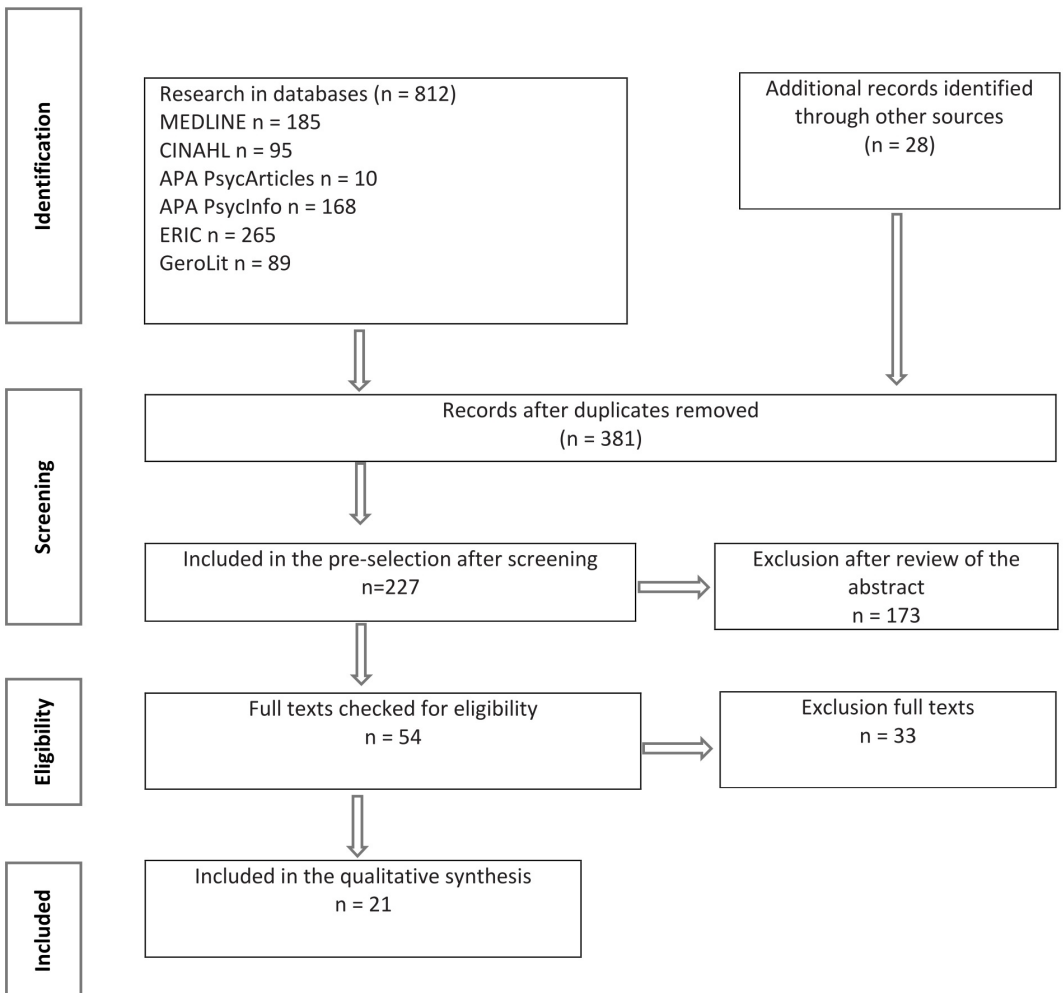 Identification
Research in databases (n = 812)
MEDLINE n = 185
CINAHL n = 95
APA PsycArticles n = 10
APA PsycInfo n = 168
ERIC n = 265
GeroLit n = 89
Additional records identified
through other sources
(n = 28)
Screening
Records after duplicates removed
(n = 381)
Included in the pre-selection after screening
n=227
Exclusion after review of the
abstract
n = 173
Eligibility
Full texts checked for eligibility
n = 54
Exclusion full texts
n = 33
Included
Included in the qualitative synthesis
n = 21